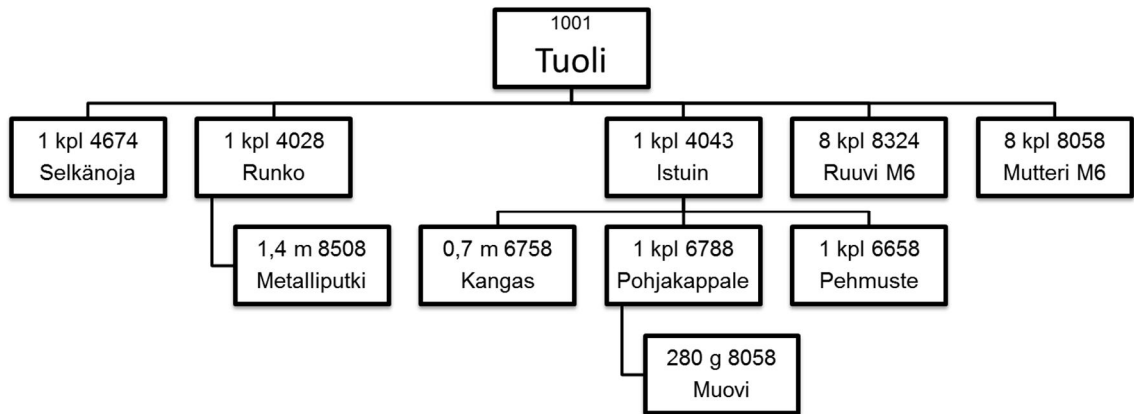 1001
Tuoli
1 kpl 4674
Selkänoja
1 kpl 4028
Runko
1 kpl 4043
Istuin
8 kpl 8324
Ruuvi M6
8 kpl 8058
Mutteri M6
1,4 m 8508
Metalliputki
0,7 m 6758
Kangas
1 kpl 6788
Pohjakappale
1 kpl 6658
Pehmuste
280 g 8058
Muovi